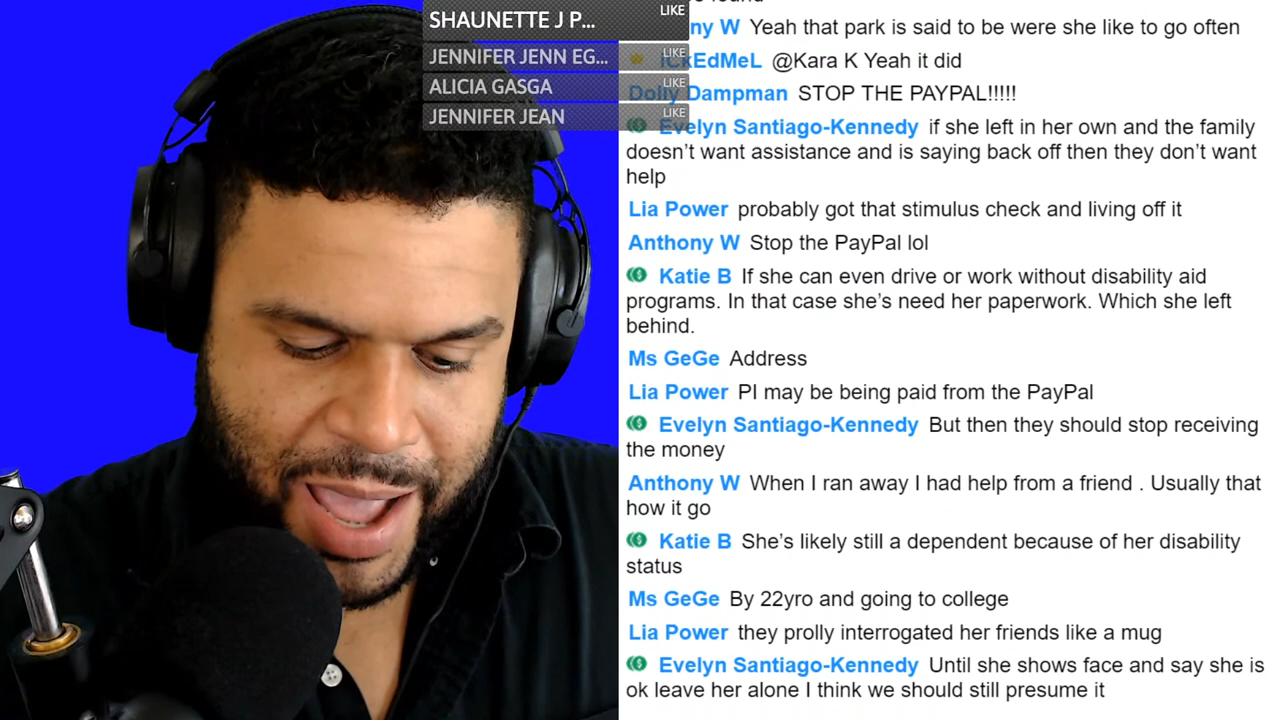 SHAUNETTE J P... LIKE
JENNIFER JENN EG... LIKE
ALICIA GASGA LIKE
JENNIFER JEAN LIKE
found
ny W Yeah that park is said to be were she like to go often
ICkEdMeL @Kara K Yeah it did
Dolly Dampman STOP THE PAYPAL!!!!!
Evelyn Santiago-Kennedy if she left in her own and the family
doesn’t want assistance and is saying back off then they don’t want
help
Lia Power probably got that stimulus check and living off it
Anthony W Stop the PayPal lol
Katie B If she can even drive or work without disability aid
programs. In that case she’s need her paperwork. Which she left
behind.
Ms GeGe Address
Lia Power PI may be being paid from the PayPal
Evelyn Santiago-Kennedy But then they should stop receiving
the money
Anthony W When I ran away I had help from a friend . Usually that
how it go
Katie B She’s likely still a dependent because of her disability
status
Ms GeGe By 22yro and going to college
Lia Power they prolly interrogated her friends like a mug
Evelyn Santiago-Kennedy Until she shows face and say she is
ok leave her alone I think we should still presume it